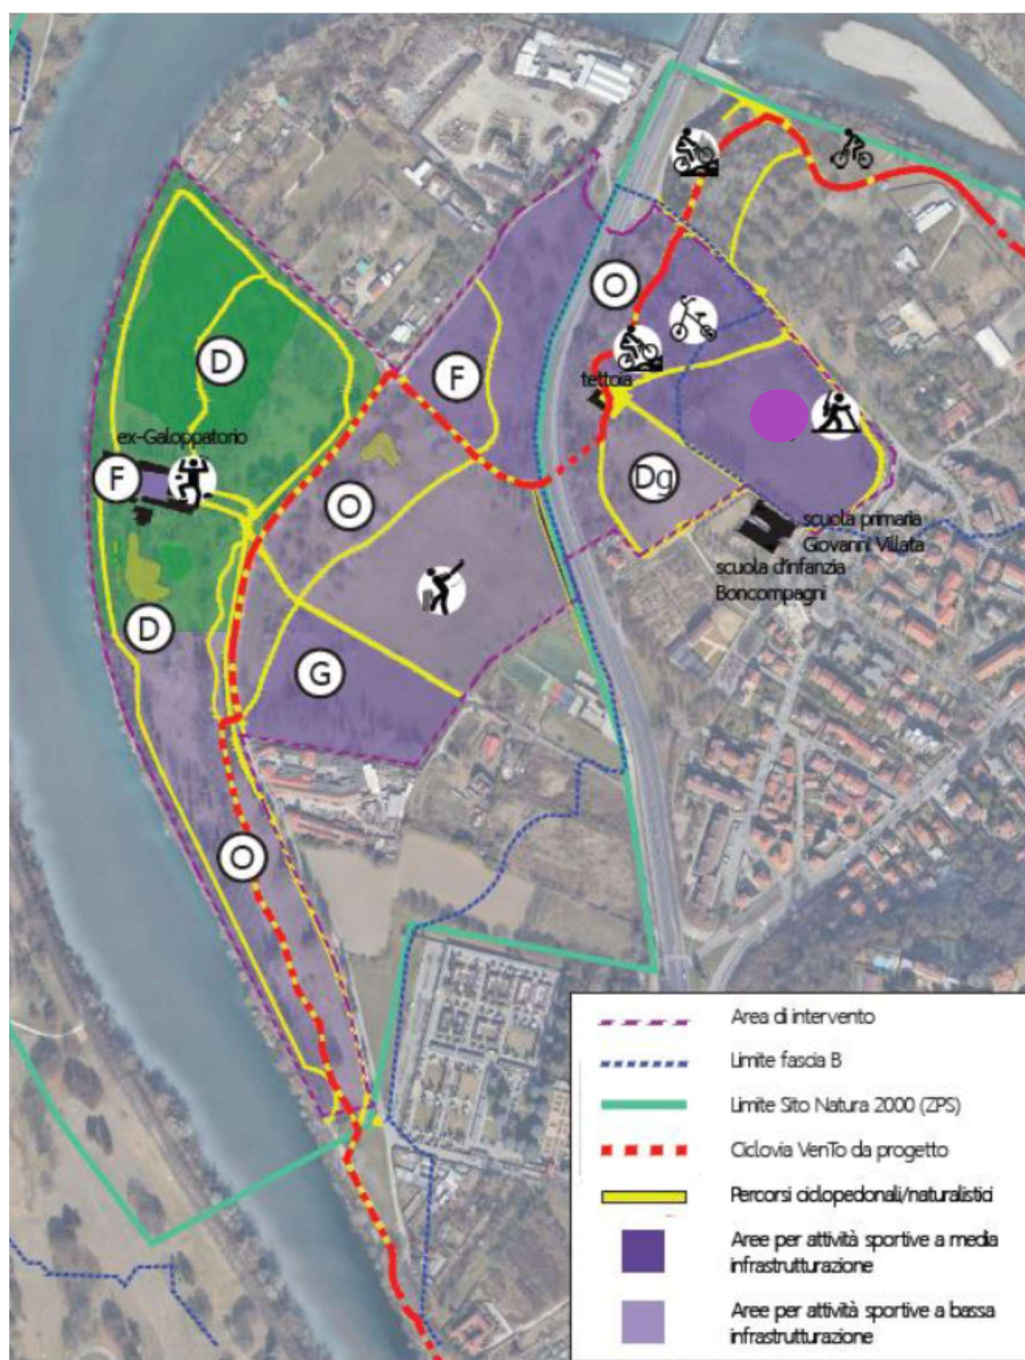 O
tettoia
D
F
ex-Galoppatorio
F
O
Dg
scuola primaria
Giovanni Villata
scuola d'infanzia
Boncompagni
D
G
O
Area di intervento
Limite fascia B
Limite Sito Natura 2000 (ZPS)
Ciclovia VenTo da progetto
Percorsi ciclopedonali/naturalistici
Aree per attività sportive a media
infrastrutturazione
Aree per attività sportive a bassa
infrastrutturazione